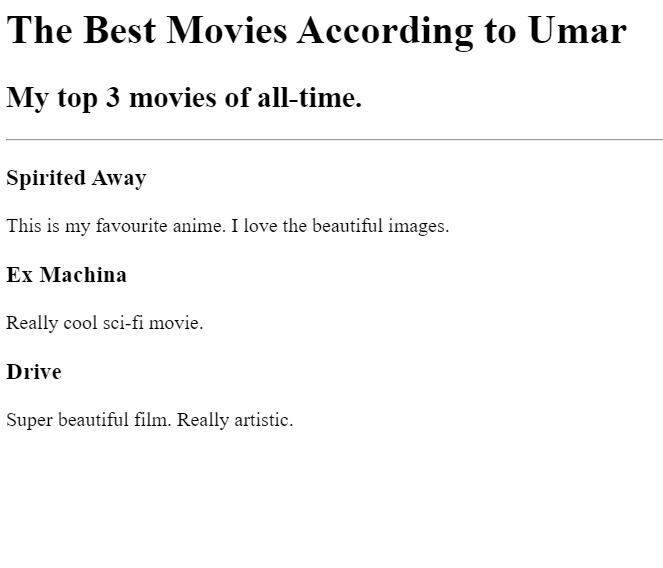 The Best Movies According to Umar
My top 3 movies of all-time.
Spirited Away
This is my favourite anime. I love the beautiful images.
Ex Machina
Really cool sci-fi movie.
Drive
Super beautiful film. Really artistic.